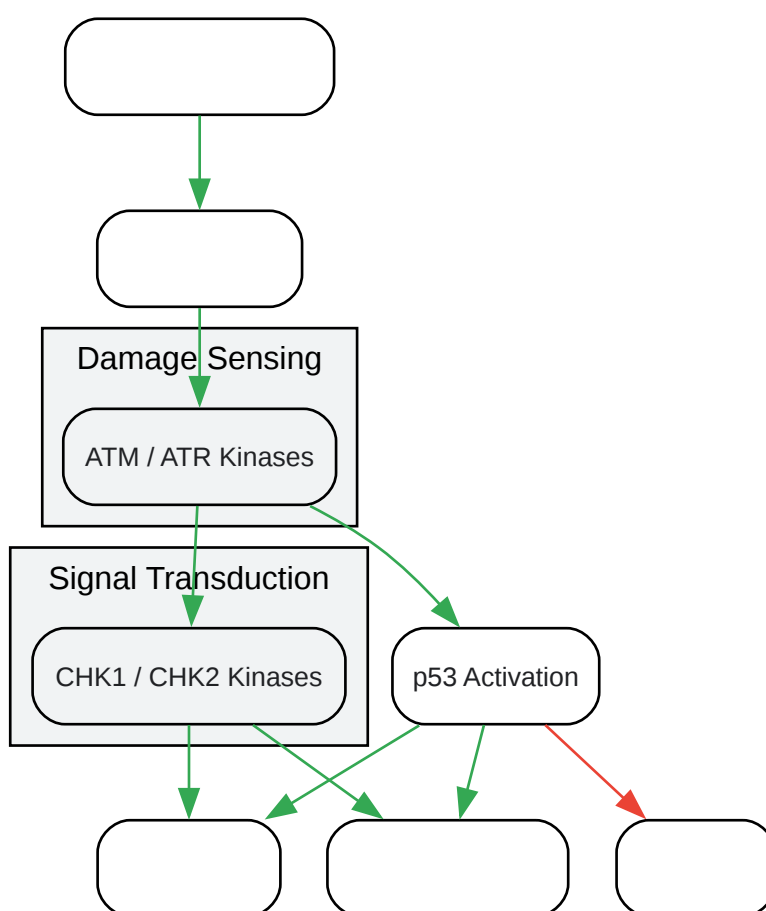 Damage Sensing
ATM / ATR Kinases
Signal Transduction
CHK1 / CHK2 Kinases
p53 Activation